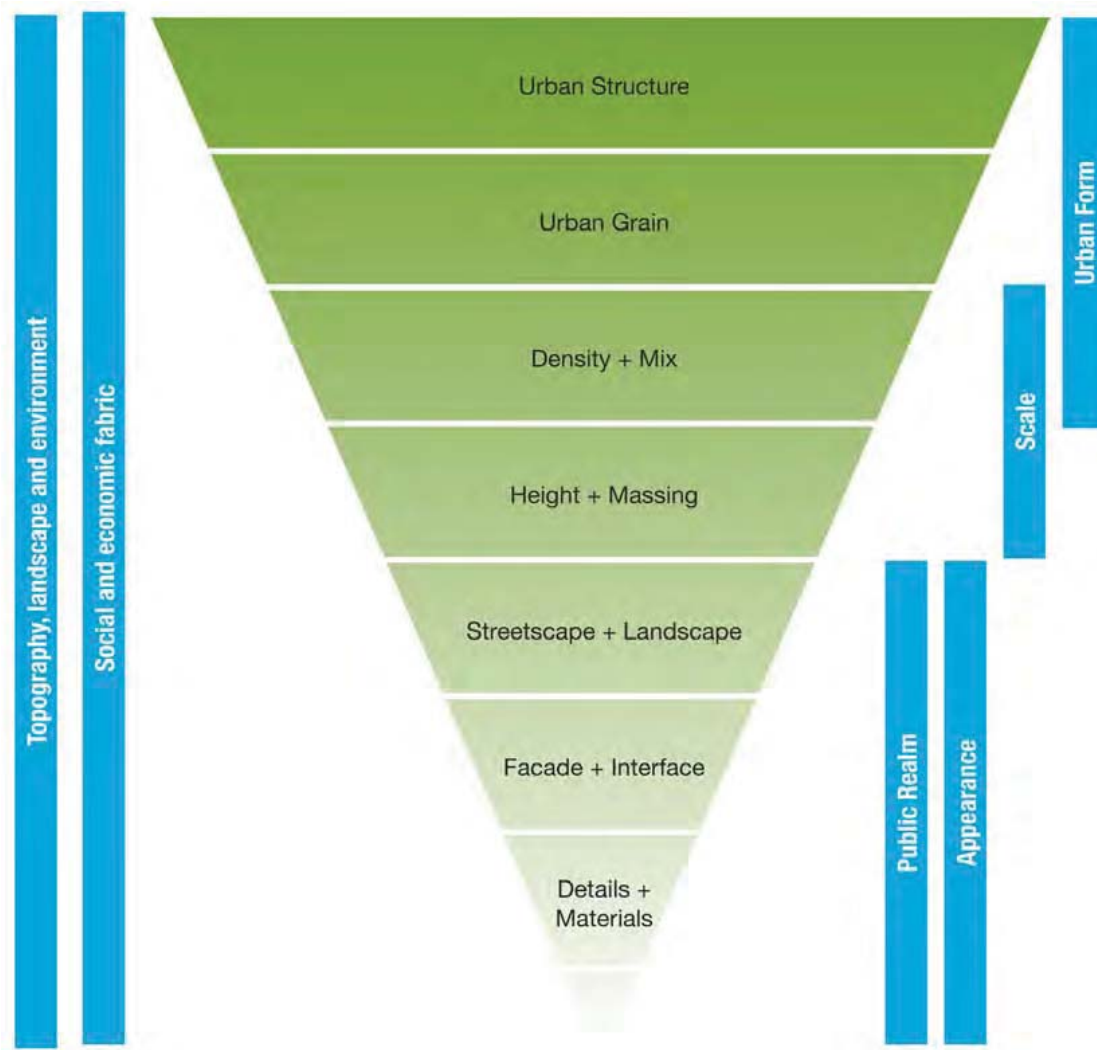 Topography, landscape and environment
Social and economic fabric
Urban Structure
Urban Grain
Density + Mix
Height + Massing
Streetscape + Landscape
Facade + Interface
Details +
Materials
Public Realm
Appearance
Scale
Urban Form